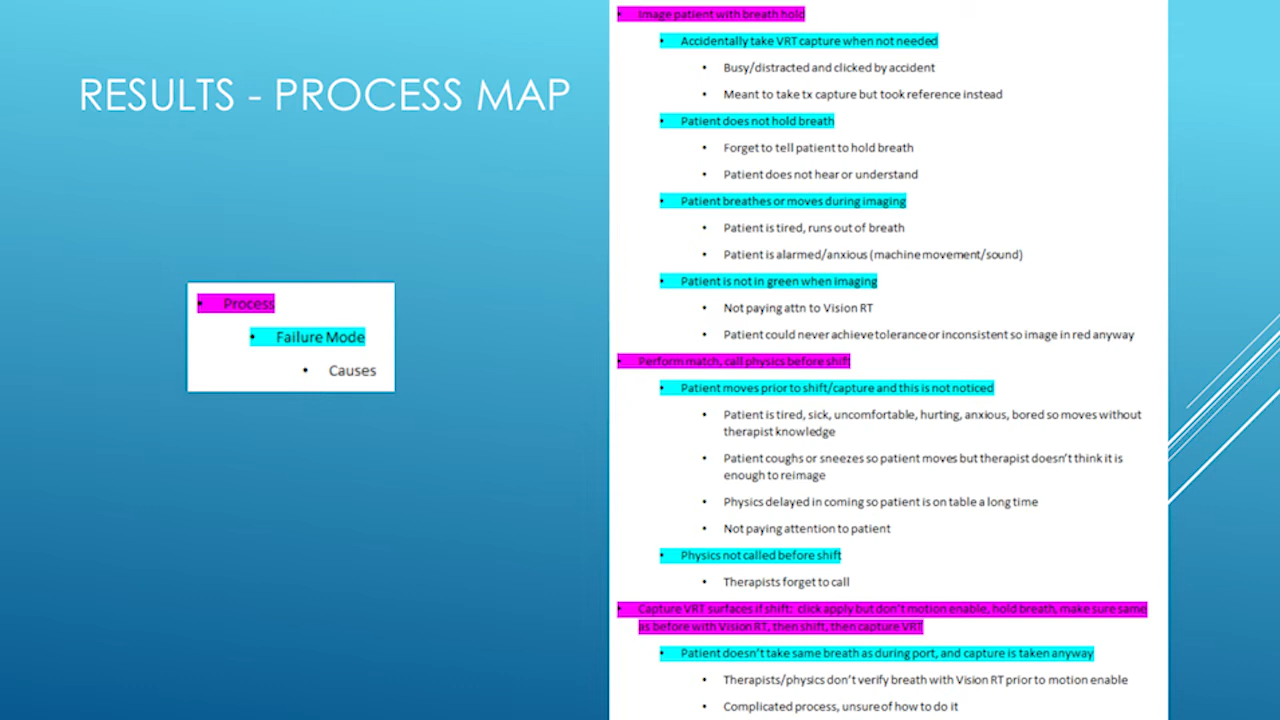 RESULTS - PROCESS MAP
• Process
• Failure Mode
• Causes
• Image patient with breath hold
• Accidentally take VRT capture when not needed
• Busy/distracted and clicked by accident
• Meant to take tx capture but took reference instead
• Patient does not hold breath
• Forget to tell patient to hold breath
• Patient does not hear or understand
• Patient breathes or moves during imaging
• Patient is tired, runs out of breath
• Patient is alarmed/anxious (machine movement/sound)
• Patient is not in green when imaging
• Not paying attn to Vision RT
• Patient could never achieve tolerance or inconsistent so image in red anyway
• Perform match, call physics before shift
• Patient moves prior to shift/capture and this is not noticed
• Patient is tired, sick, uncomfortable, hurting, anxious, bored so moves without
therapist knowledge
• Patient coughs or sneezes so patient moves but therapist doesn't think it is
enough to reimage
• Physics delayed in coming so patient is on table a long time
• Not paying attention to patient
• Physics not called before shift
• Therapists forget to call
• Capture VRT surfaces if shift: click apply but don't motion enable, hold breath, make sure same
as before with Vision RT, then shift, then capture VRT
• Patient doesn't take same breath as during port, and capture is taken anyway
• Therapists/physics don't verify breath with Vision RT prior to motion enable
• Complicated process, unsure of how to do it